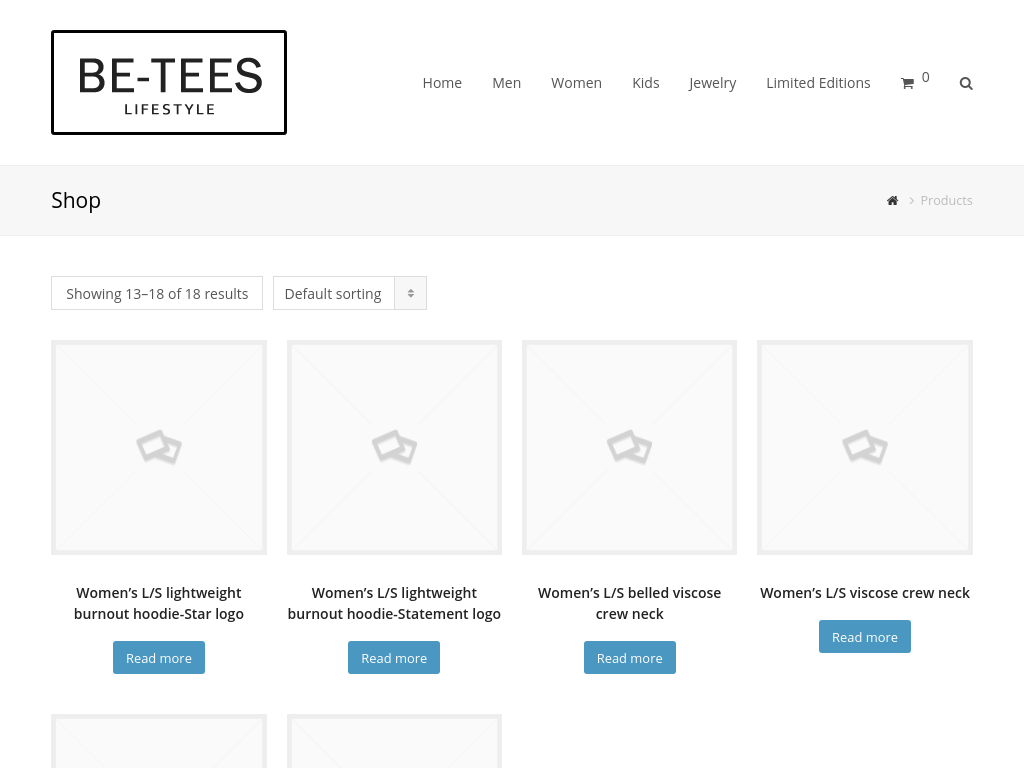 BE-TEES
LIFESTYLE
Home Men Women Kids Jewelry Limited Editions 0
Shop
Products
Showing 13–18 of 18 results
Default sorting
Women’s L/S lightweight
burnout hoodie-Star logo
Read more
Women’s L/S lightweight
burnout hoodie-Statement logo
Read more
Women’s L/S belled viscose
crew neck
Read more
Women’s L/S viscose crew neck
Read more